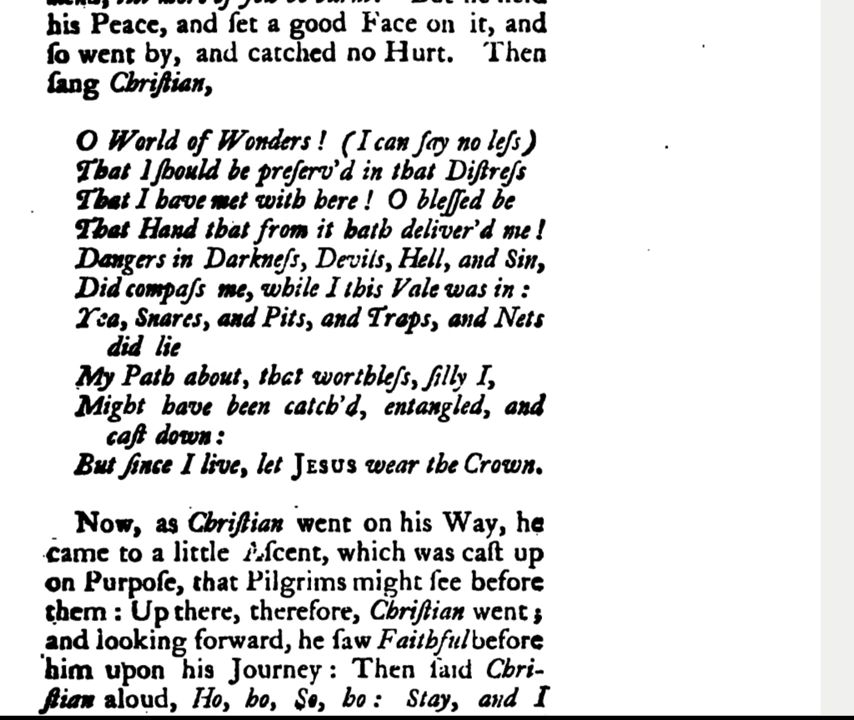 his Peace, and ſet a good Face on it, and
ſo went by, and catched no Hurt. Then
ſang Chriſtian,
O World of Wonders! (I can ſay no leſs)
That I ſhould be preſerv'd in that Diſtreſs
That I have met with here! O bleſſed be
That Hand that from it hath deliver'd me!
Dangers in Darkneſs, Devils, Hell, and Sin,
Did compaſs me, while I this Vale was in:
Yea, Snares, and Pits, and Traps, and Nets
did lie
My Path about, that worthleſs, ſilly I,
Might have been catch'd, entangled, and
caſt down:
But ſince I live, let JESUS wear the Crown.
Now, as Chriſtian went on his Way, he
came to a little Aſcent, which was caſt up
on Purpoſe, that Pilgrims might ſee before
them: Up there, therefore, Chriſtian went;
and looking forward, he ſaw Faithful before
him upon his Journey: Then ſaid Chri-
ſtian aloud, Ho, ho, So, ho: Stay, and I